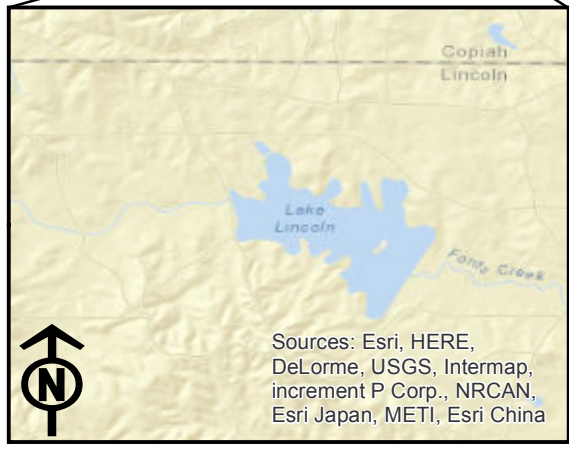 Copiah
Lincoln
Lake
Lincoln
Fords Creek
N
Sources: Esri, HERE,
DeLorme, USGS, Intermap,
increment P Corp., NRCAN,
Esri Japan, METI, Esri China